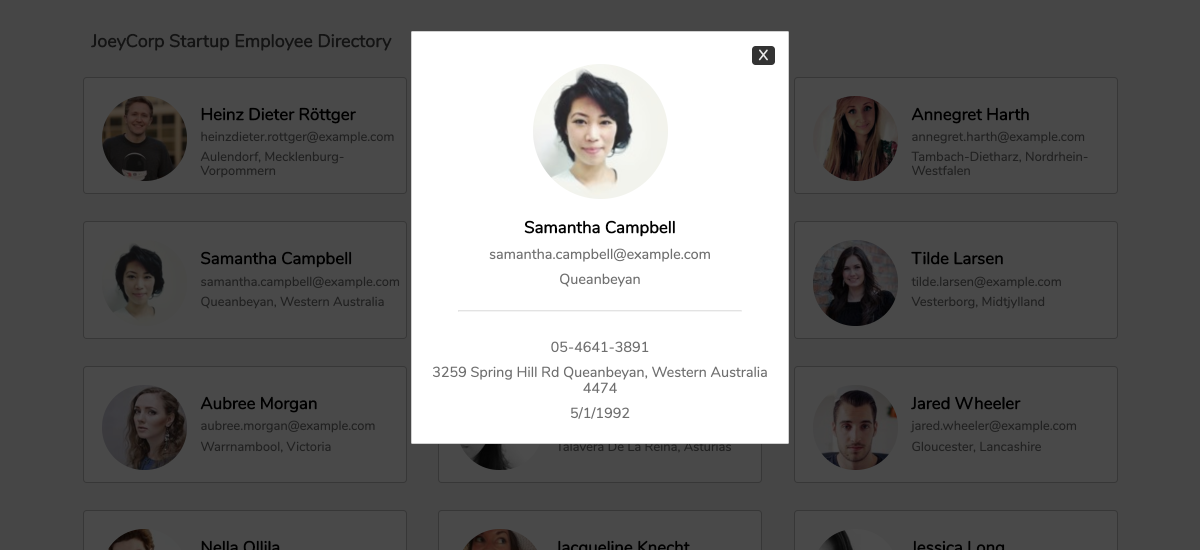 JoeyCorp Startup Employee Directory
X
Samantha Campbell
samantha.campbell@example.com
Queanbeyan
05-4641-3891
3259 Spring Hill Rd Queanbeyan, Western Australia
4474
5/1/1992
Heinz Dieter Röttger
heinzdieter.rottger@example.com
Aulendorf, Mecklenburg-
Vorpommern
Annegret Harth
annegret.harth@example.com
Tambach-Dietharz, Nordrhein-
Westfalen
Samantha Campbell
samantha.campbell@example.com
Queanbeyan, Western Australia
Tilde Larsen
tilde.larsen@example.com
Vesterborg, Midtjylland
Aubree Morgan
aubree.morgan@example.com
Warrnambool, Victoria
Talavera De La Reina, Asturias
Jared Wheeler
jared.wheeler@example.com
Gloucester, Lancashire
Nella Ollila
Jacqueline Knecht
Jessica Long